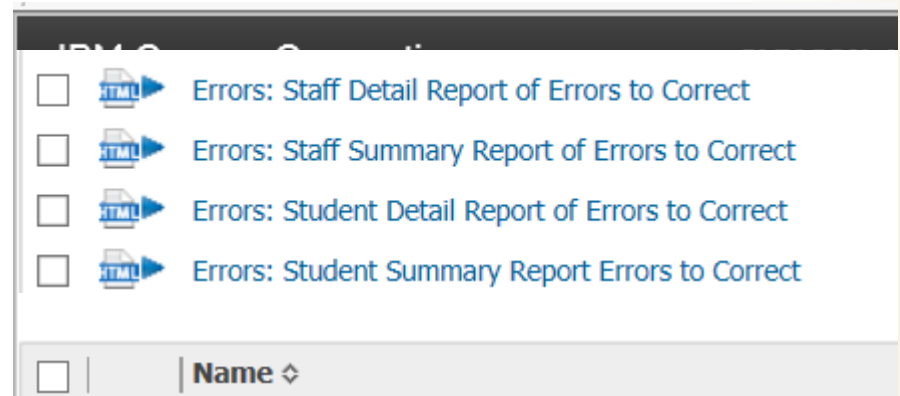 Errors: Staff Detail Report of Errors to Correct
Errors: Staff Summary Report of Errors to Correct
Errors: Student Detail Report of Errors to Correct
Errors: Student Summary Report Errors to Correct
Name